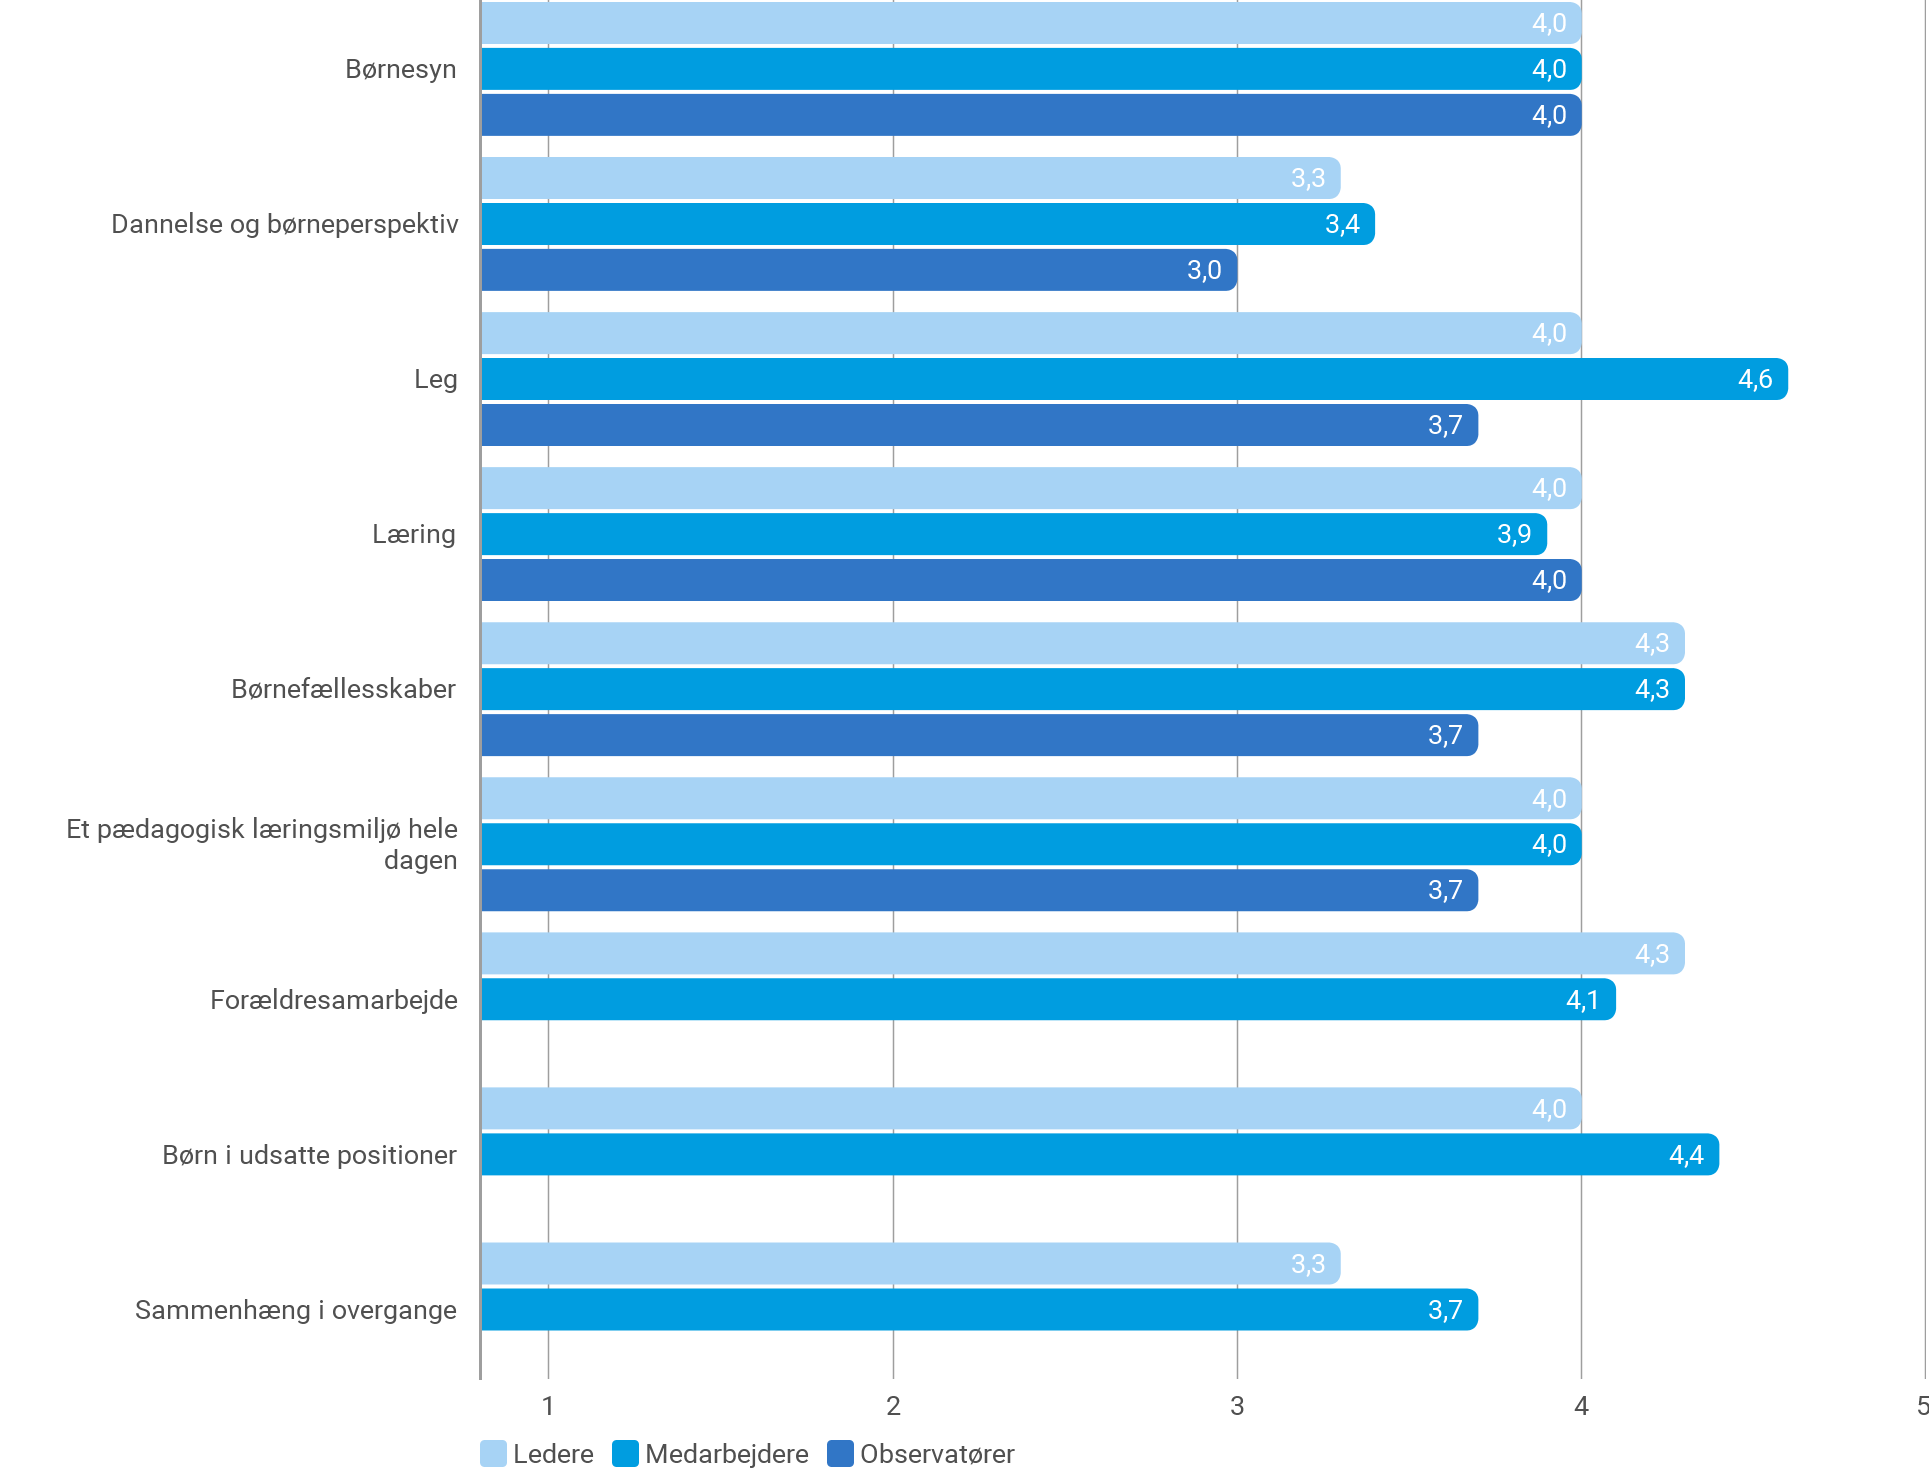 4,0
Børnesyn
4,0
4,0
3,3
Dannelse og børneperspektiv
3,4
3,0
4,0
Leg
4,6
3,7
4,0
Læring
3,9
4,0
4,3
Børnefællesskaber
4,3
3,7
4,0
Et pædagogisk læringsmiljø hele
dagen
4,0
3,7
4,3
Forældresamarbejde
4,1
4,0
Børn i udsatte positioner
4,4
3,3
Sammenhæng i overgange
3,7
1 2 3 4 5
Ledere Medarbejdere Observatører